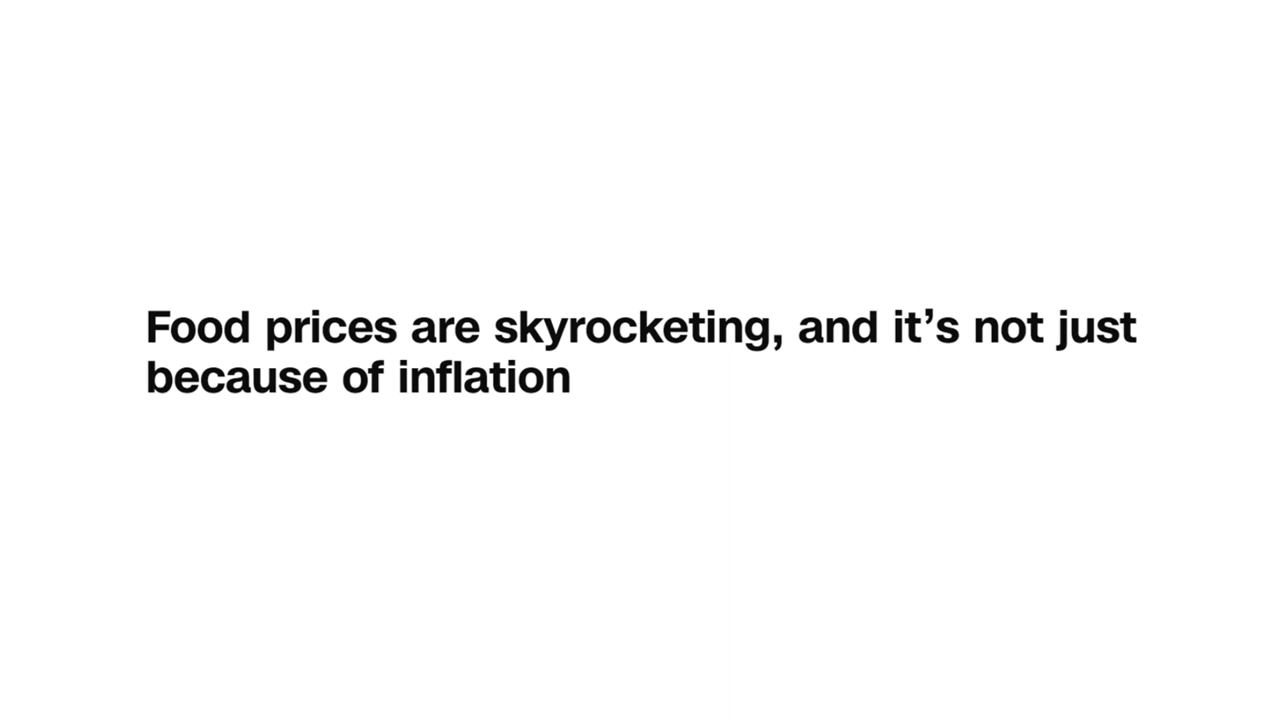 Food prices are skyrocketing, and it’s not just
because of inflation